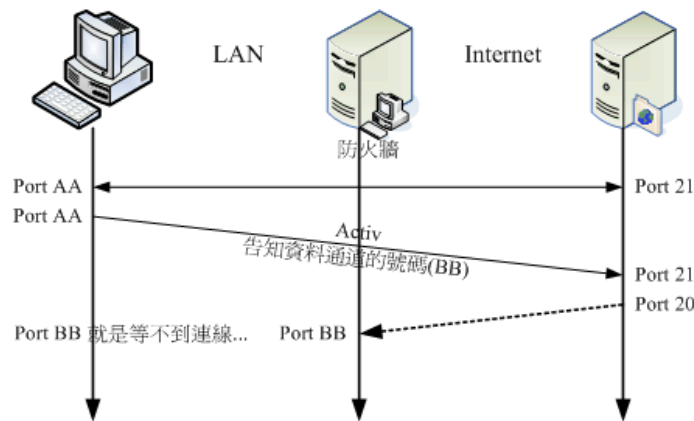 LAN
Internet
防火牆
Port AA
Port 21
Port AA
Activ
告知資料通道的號碼(BB)
Port 21
Port 20
Port BB 就是等不到連線...
Port BB